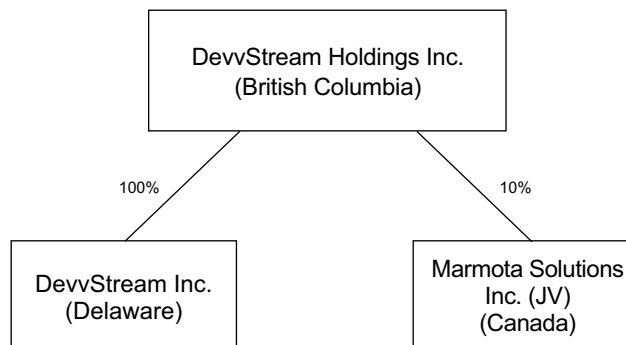 DevvStream Holdings Inc.
(British Columbia)
100%
10%
DevvStream Inc.
(Delaware)
Marmota Solutions
Inc. (JV)
(Canada)